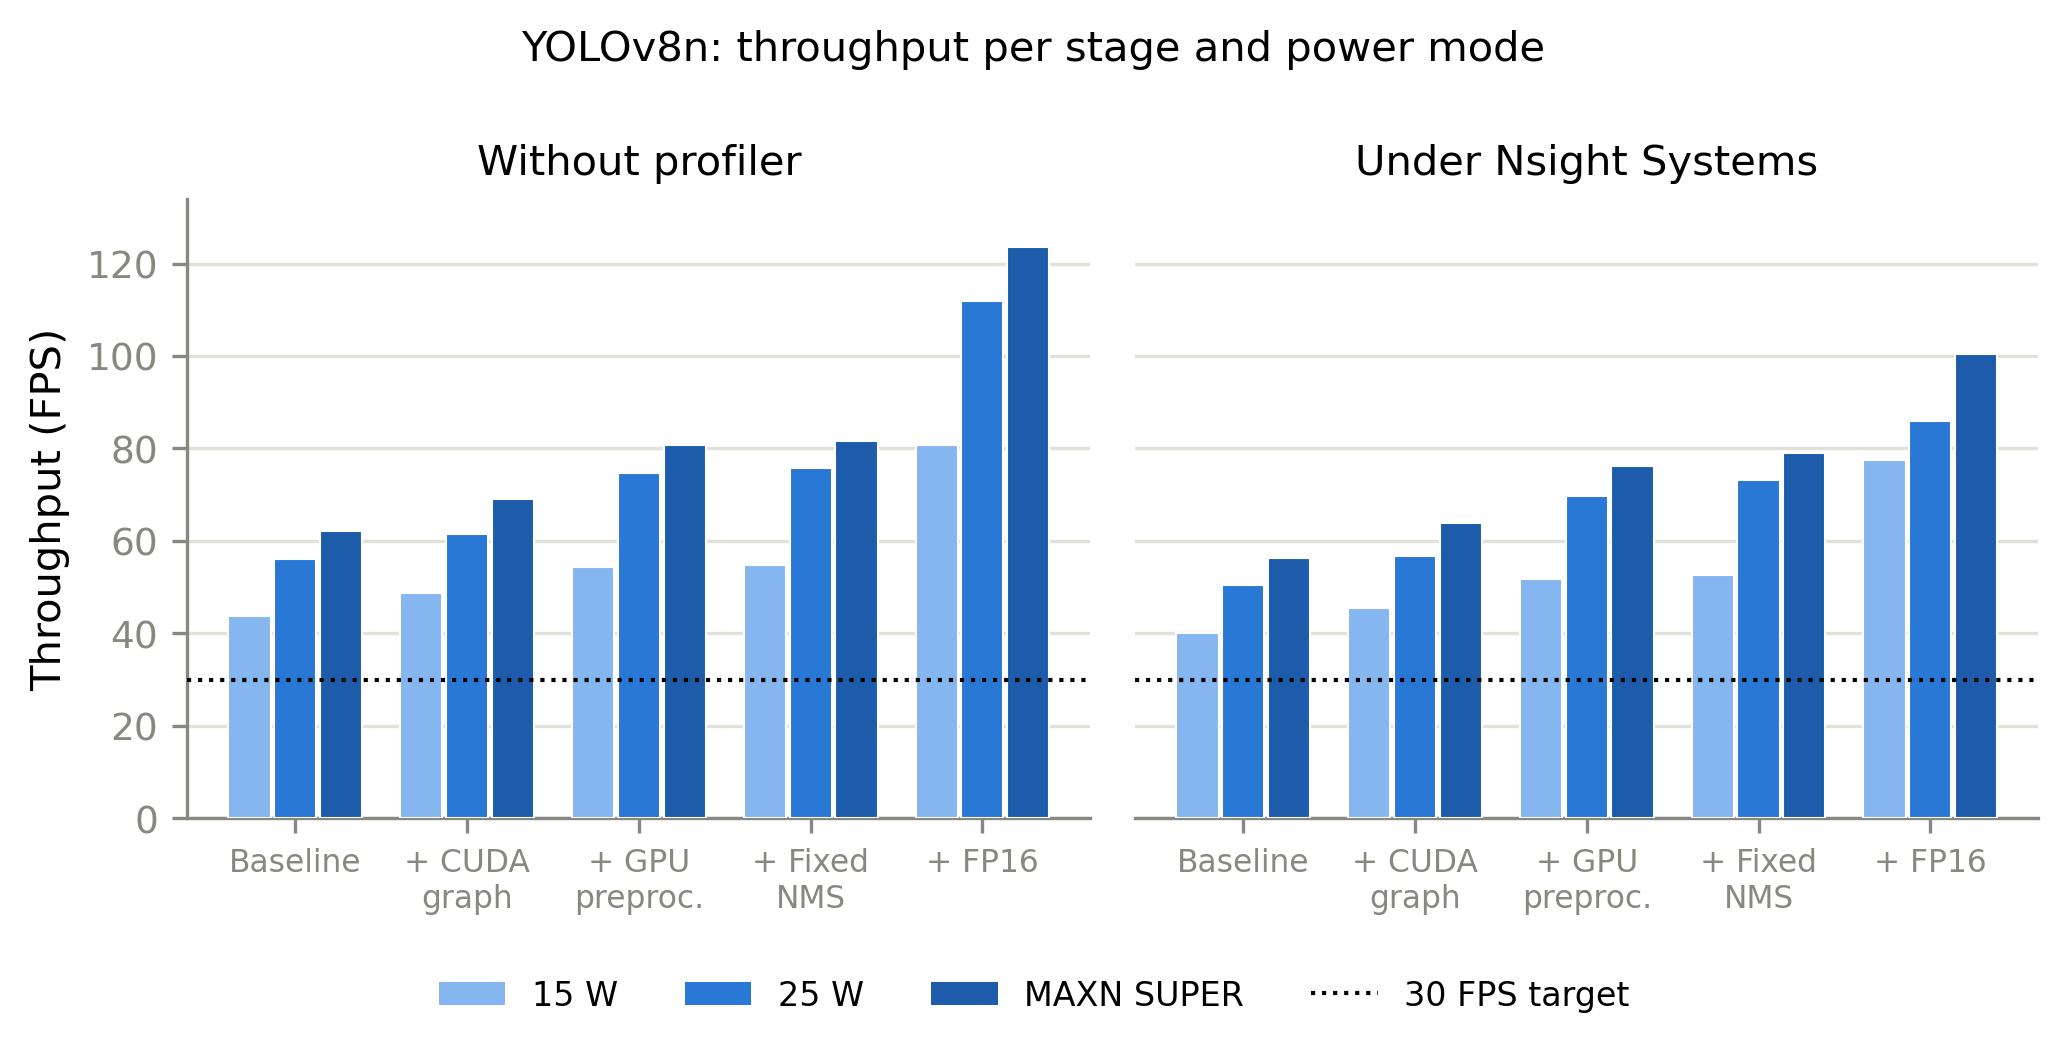 YOLOv8n: throughput per stage and power mode
Without profiler
Under Nsight Systems
Throughput (FPS)
120
100
80
60
40
20
0
Baseline
+ CUDA
graph
+ GPU
preproc.
+ Fixed
NMS
+ FP16
Baseline
+ CUDA
graph
+ GPU
preproc.
+ Fixed
NMS
+ FP16
15 W
25 W
MAXN SUPER
30 FPS target